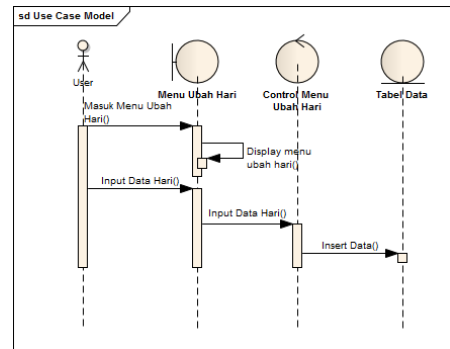 sd Use Case Model
User
Menu Ubah Hari
Control Menu
Ubah Hari
Tabel Data
Masuk Menu Ubah
Hari()
Display menu
ubah hari()
Input Data Hari()
Input Data Hari()
Insert Data()